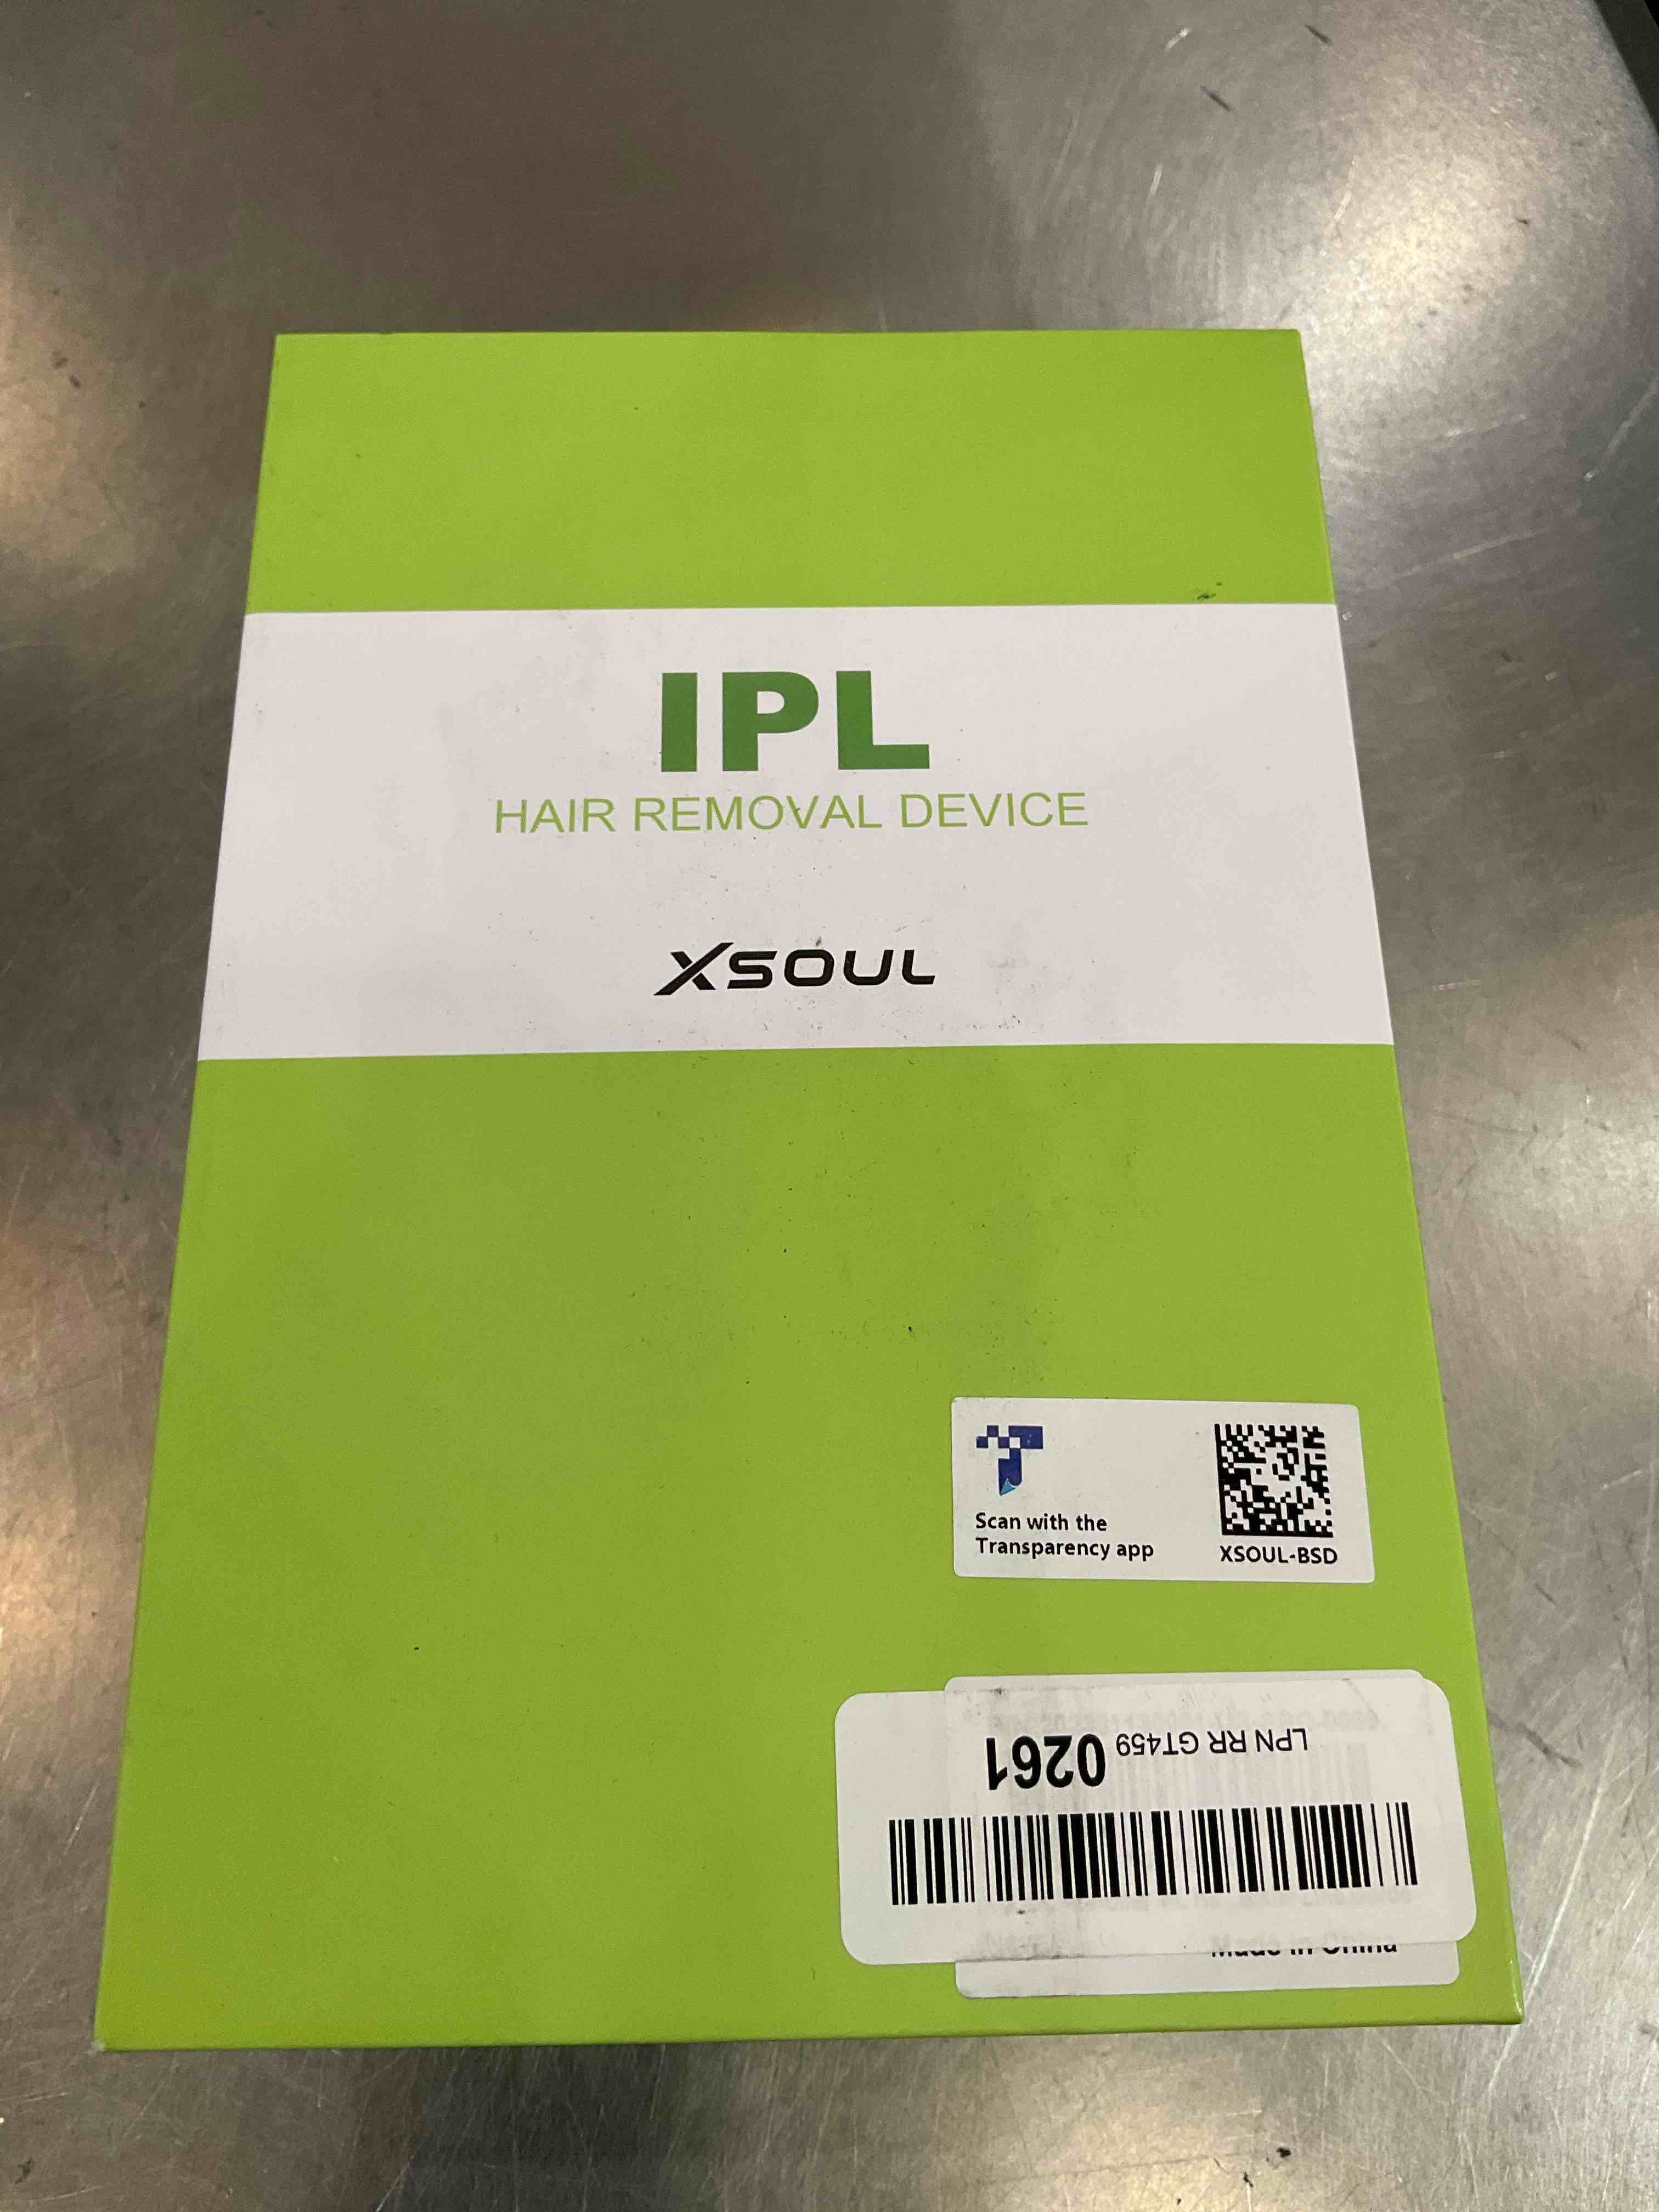 IPL
HAIR REMOVAL DEVICE
XSOUL
Scan with the
Transparency app
XSOUL-BSD
LPN RR GT459 0261
Made in China